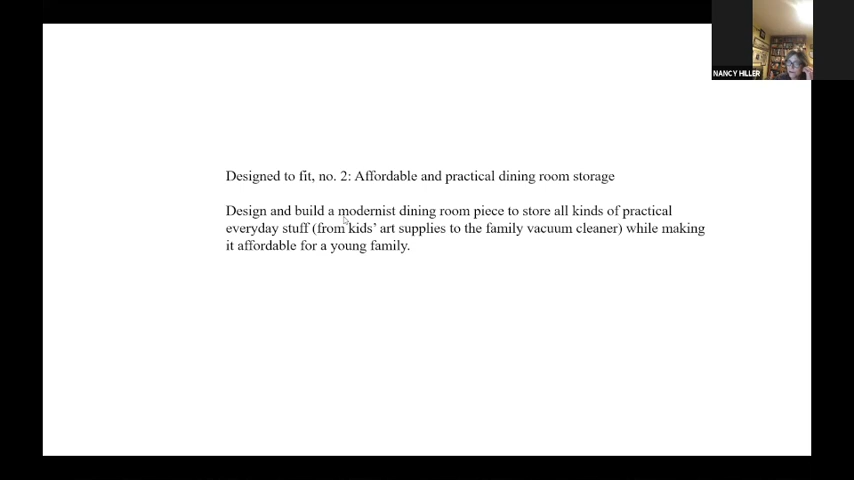 NANCY HILLER
Designed to fit, no. 2: Affordable and practical dining room storage
Design and build a modernist dining room piece to store all kinds of practical
everyday stuff (from kids’ art supplies to the family vacuum cleaner) while making
it affordable for a young family.